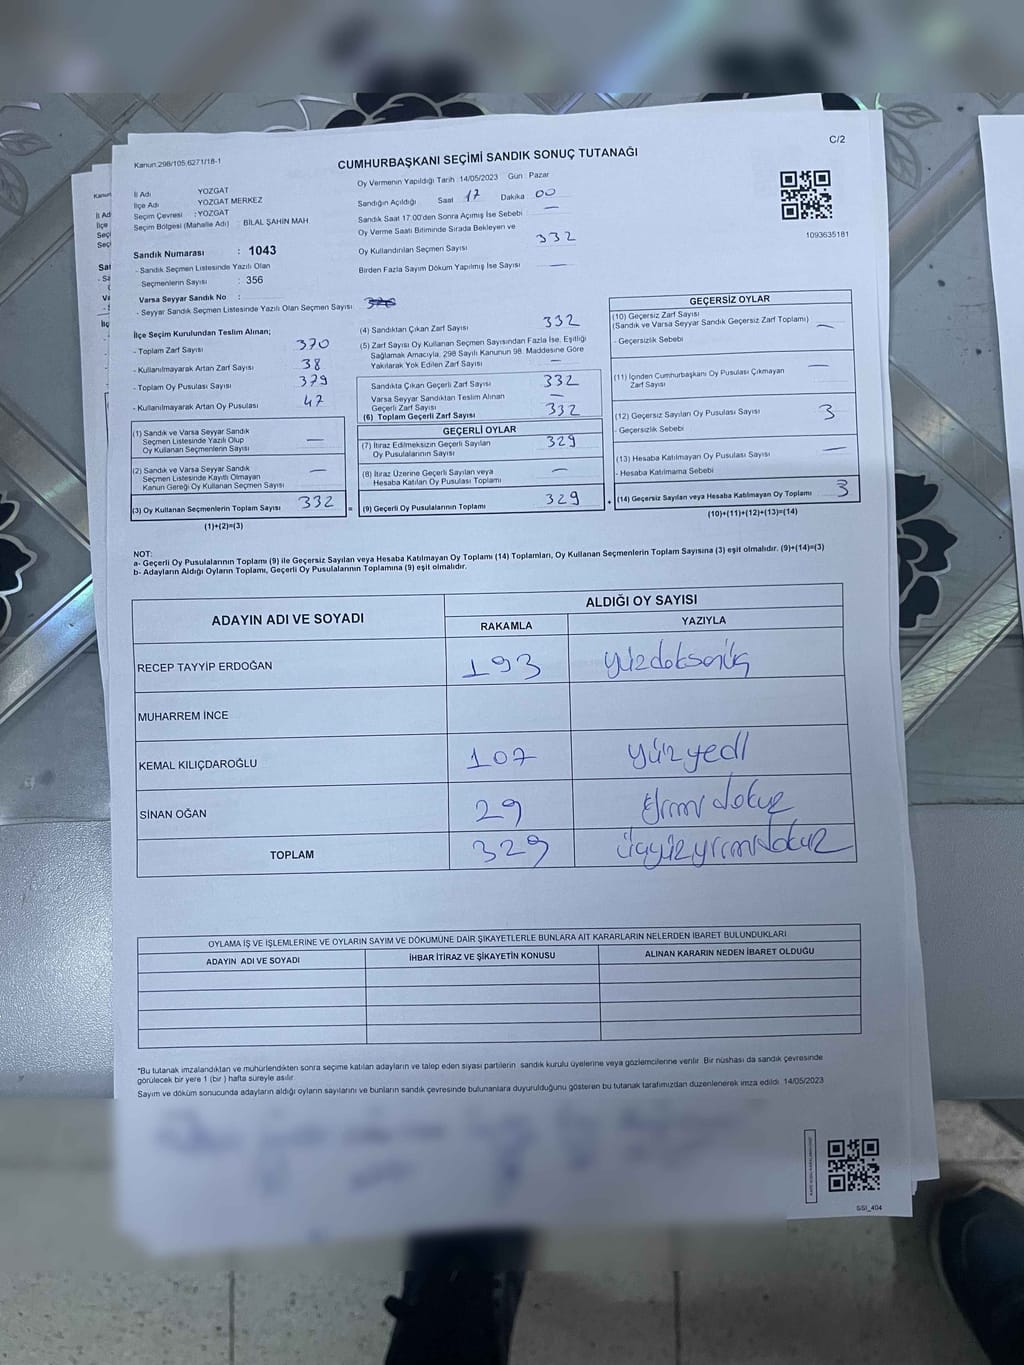 C/2
Kanun:298/105,6271/18-1
CUMHURBAŞKANI SEÇİMİ SANDIK SONUÇ TUTANAĞI
İl Adı YOZGAT
İlçe Adı YOZGAT MERKEZ
Seçim Çevresi : YOZGAT
Seçim Bölgesi (Mahalle Adı) : BİLAL ŞAHİN MAH
Sandık Numarası : 1043
- Sandık Seçmen Listesinde Yazılı Olan
Seçmenlerin Sayısı : 356
Varsa Seyyar Sandık No :
- Seyyar Sandık Seçmen Listesinde Yazılı Olan Seçmen Sayısı
Oy Vermenin Yapıldığı Tarih :14/05/2023 Gün : Pazar
Sandığın Açıldığı Saat 17 Dakika 00
Sandık Saat 17.00'den Sonra Açılmış İse Sebebi : —
Oy Verme Saati Bitiminde Sırada Bekleyen ve
Oy Kullandırılan Seçmen Sayısı 332
Birden Fazla Sayım Döküm Yapılmış İse Sayısı —
1093635181
İlçe Seçim Kurulundan Teslim Alınan;
- Toplam Zarf Sayısı 370
- Kullanılmayarak Artan Zarf Sayısı 38
- Toplam Oy Pusulası Sayısı 379
- Kullanılmayarak Artan Oy Pusulası 47
(1) Sandık ve Varsa Seyyar Sandık
Seçmen Listesinde Yazılı Olup
Oy Kullanan Seçmenlerin Sayısı —
(2) Sandık ve Varsa Seyyar Sandık
Seçmen Listesinde Kayıtlı Olmayan
Kanun Gereği Oy Kullanan Seçmen Sayısı —
(3) Oy Kullanan Seçmenlerin Toplam Sayısı 332 =
(1)+(2)=(3)
(4) Sandıktan Çıkan Zarf Sayısı 332
(5) Zarf Sayısı Oy Kullanan Seçmen Sayısından Fazla İse, Eşitliği
Sağlamak Amacıyla, 298 Sayılı Kanunun 98. Maddesine Göre
Yakılarak Yok Edilen Zarf Sayısı —
Sandıkta Çıkan Geçerli Zarf Sayısı 332
Varsa Seyyar Sandıktan Teslim Alınan
Geçerli Zarf Sayısı —
(6) Toplam Geçerli Zarf Sayısı 332
GEÇERLİ OYLAR
(7) İtiraz Edilmeksizin Geçerli Sayılan
Oy Pusulalarının Sayısı 329
(8) İtiraz Üzerine Geçerli Sayılan veya
Hesaba Katılan Oy Pusulası Toplamı —
(9) Geçerli Oy Pusulalarının Toplamı 329 +
GEÇERSİZ OYLAR
(10) Geçersiz Zarf Sayısı
(Sandık ve Varsa Seyyar Sandık Geçersiz Zarf Toplamı) —
- Geçersizlik Sebebi
(11) İçinden Cumhurbaşkanı Oy Pusulası Çıkmayan
Zarf Sayısı —
(12) Geçersiz Sayılan Oy Pusulası Sayısı 3
- Geçersizlik Sebebi
(13) Hesaba Katılmayan Oy Pusulası Sayısı —
- Hesaba Katılmama Sebebi
(14) Geçersiz Sayılan veya Hesaba Katılmayan Oy Toplamı 3
(10)+(11)+(12)+(13)=(14)
NOT:
a- Geçerli Oy Pusulalarının Toplamı (9) ile Geçersiz Sayılan veya Hesaba Katılmayan Oy Toplamı (14) Toplamları, Oy Kullanan Seçmenlerin Toplam Sayısına (3) eşit olmalıdır. (9)+(14)=(3)
b- Adayların Aldığı Oyların Toplamı, Geçerli Oy Pusulalarının Toplamına (9) eşit olmalıdır.
ADAYIN ADI VE SOYADI ALDIĞI OY SAYISI
RAKAMLA YAZIYLA
RECEP TAYYİP ERDOĞAN 193 yüzdoksanüç
MUHARREM İNCE
KEMAL KILIÇDAROĞLU 107 yüzyedi
SİNAN OĞAN 29 yirmi dokuz
TOPLAM 329 üçyüzyirmidokuz
OYLAMA İŞ VE İŞLEMLERİNE VE OYLARIN SAYIM VE DÖKÜMÜNE DAİR ŞİKAYETLERLE BUNLARA AİT KARARLARIN NELERDEN İBARET BULUNDUKLARI
ADAYIN ADI VE SOYADI İHBAR İTİRAZ VE ŞİKAYETİN KONUSU ALINAN KARARIN NEDEN İBARET OLDUĞU
*Bu tutanak imzalandıktan ve mühürlendikten sonra seçime katılan adayların ve talep eden siyasi partilerin sandık kurulu üyelerine veya gözlemcilerine verilir. Bir nüshası da sandık çevresinde
görülecek bir yere 1 (bir ) hafta süreyle asılır.
Sayım ve döküm sonucunda adayların aldığı oyların sayılarını ve bunların sandık çevresinde bulunanlara duyurulduğunu gösteren bu tutanak tarafımızdan düzenlenerek imza edildi. 14/05/2023
SSI_404